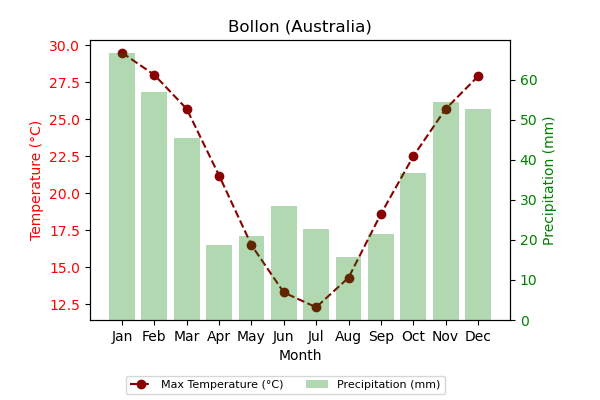 Bollon (Australia)
30.0
27.5
25.0
22.5
20.0
17.5
15.0
12.5
Temperature (°C)
60
50
40
30
20
10
0
Precipitation (mm)
Jan Feb Mar Apr May Jun Jul Aug Sep Oct Nov Dec
Month
Max Temperature (°C) Precipitation (mm)